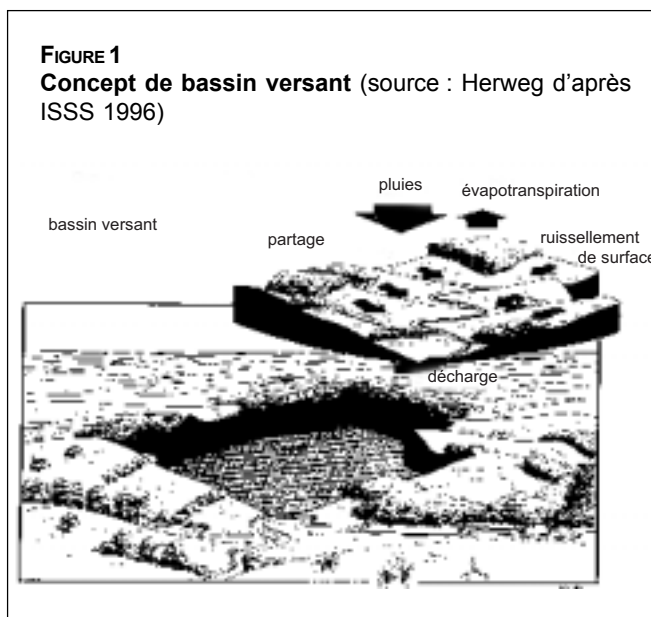 FIGURE 1
Concept de bassin versant (source : Herweg d'après
ISSS 1996)
pluies
évapotranspiration
bassin versant
partage
ruissellement
de surface
décharge